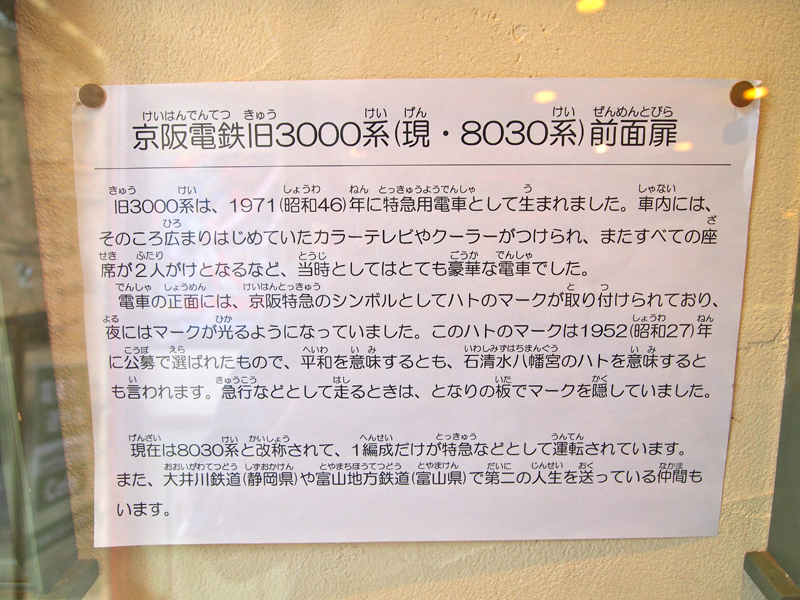 京阪電鉄旧3000系(現・8030系)前面扉
旧3000系は、1971(昭和46)年に特急用電車として生まれました。車内には、
そのころ広まりはじめていたカラーテレビやクーラーがつけられ、またすべての座
席が2人がけとなるなど、当時としてはとても豪華な電車でした。
電車の正面には、京阪特急のシンボルとしてハトのマークが取り付けられており、
夜にはマークが光るようになっていました。このハトのマークは1952(昭和27)年
に公募で選ばれたもので、平和を意味するとも、石清水八幡宮のハトを意味すると
も言われます。急行などとして走るときは、となりの板でマークを隠していました。
現在は8030系と改称されて、1編成だけが特急などとして運転されています。
また、大井川鉄道(静岡県)や富山地方鉄道(富山県)で第二の人生を送っている仲間も
います。